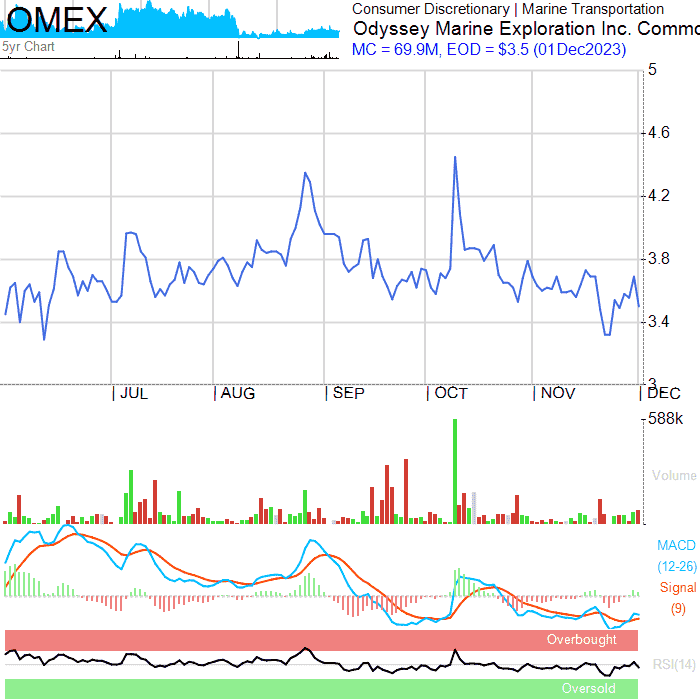 OMEX
5yr Chart
Consumer Discretionary | Marine Transportation
Odyssey Marine Exploration Inc. Commo
MC = 69.9M, EOD = $3.5 (01Dec2023)
5
4.6
4.2
3.8
3.4
3
| JUL | AUG | SEP | OCT | NOV | DEC
588k
Volume
MACD
(12-26)
Signal
(9)
Overbought
RSI(14)
Oversold